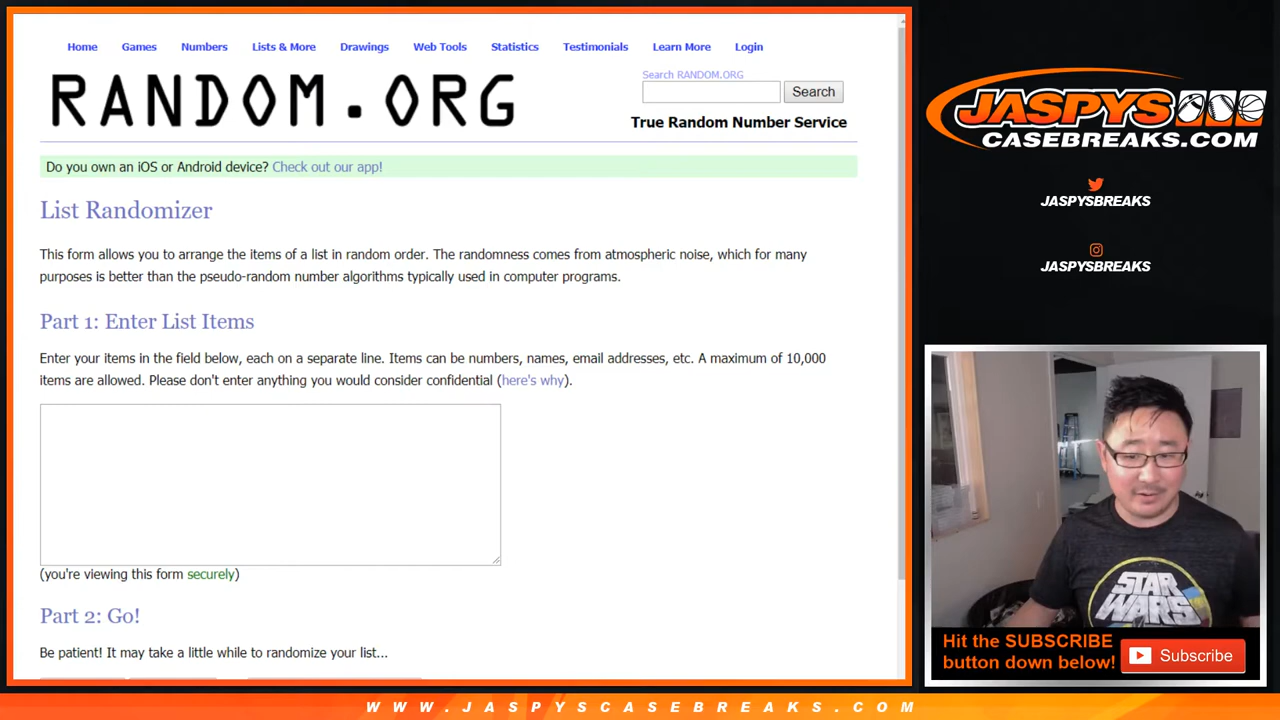 Home Games Numbers Lists & More Drawings Web Tools Statistics Testimonials Learn More Login
RANDOM.ORG
Search RANDOM.ORG
Search
True Random Number Service
Do you own an iOS or Android device? Check out our app!
List Randomizer
This form allows you to arrange the items of a list in random order. The randomness comes from atmospheric noise, which for many
purposes is better than the pseudo-random number algorithms typically used in computer programs.
Part 1: Enter List Items
Enter your items in the field below, each on a separate line. Items can be numbers, names, email addresses, etc. A maximum of 10,000
items are allowed. Please don't enter anything you would consider confidential (here's why).
(you're viewing this form securely)
Part 2: Go!
Be patient! It may take a little while to randomize your list...
JASPYS
CASEBREAKS.COM
JASPYSBREAKS
JASPYSBREAKS
STAR
WARS
Hit the SUBSCRIBE
button down below!
Subscribe
WWW.JASPYSCASEBREAKS.COM